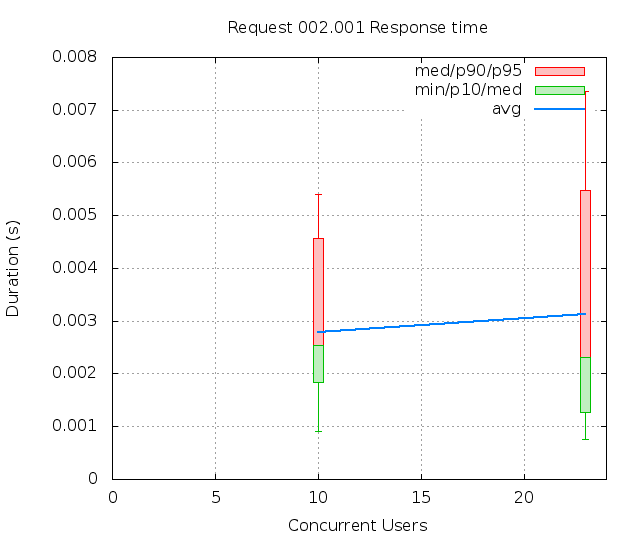 Request 002.001 Response time
0.008
0.007
0.006
0.005
0.004
0.003
0.002
0.001
0
Duration (s)
med/p90/p95
min/p10/med
avg
0 5 10 15 20
Concurrent Users